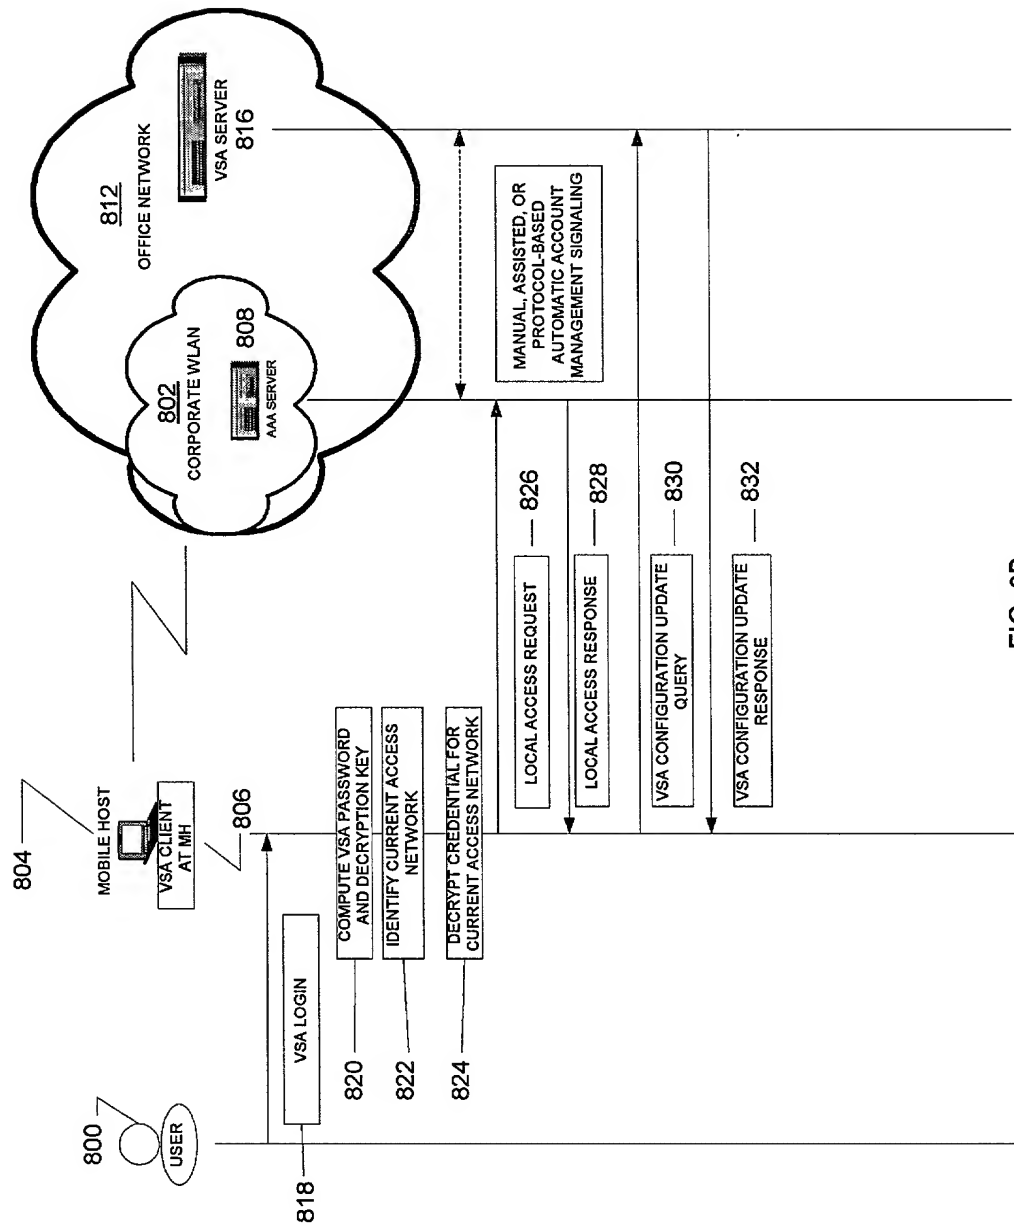 804
MOBILE HOST
VSA CLIENT
AT MH
806
800
USER
812
OFFICE NETWORK
VSA SERVER
816
802
CORPORATE WLAN
808
AAA SERVER
VSA LOGIN
818
COMPUTE VSA PASSWORD
AND DECRYPTION KEY
820
IDENTIFY CURRENT ACCESS
NETWORK
822
DECRYPT CREDENTIAL FOR
CURRENT ACCESS NETWORK
824
MANUAL, ASSISTED, OR
PROTOCOL-BASED
AUTOMATIC ACCOUNT
MANAGEMENT SIGNALING
LOCAL ACCESS REQUEST
826
LOCAL ACCESS RESPONSE
828
VSA CONFIGURATION UPDATE
QUERY
830
VSA CONFIGURATION UPDATE
RESPONSE
832